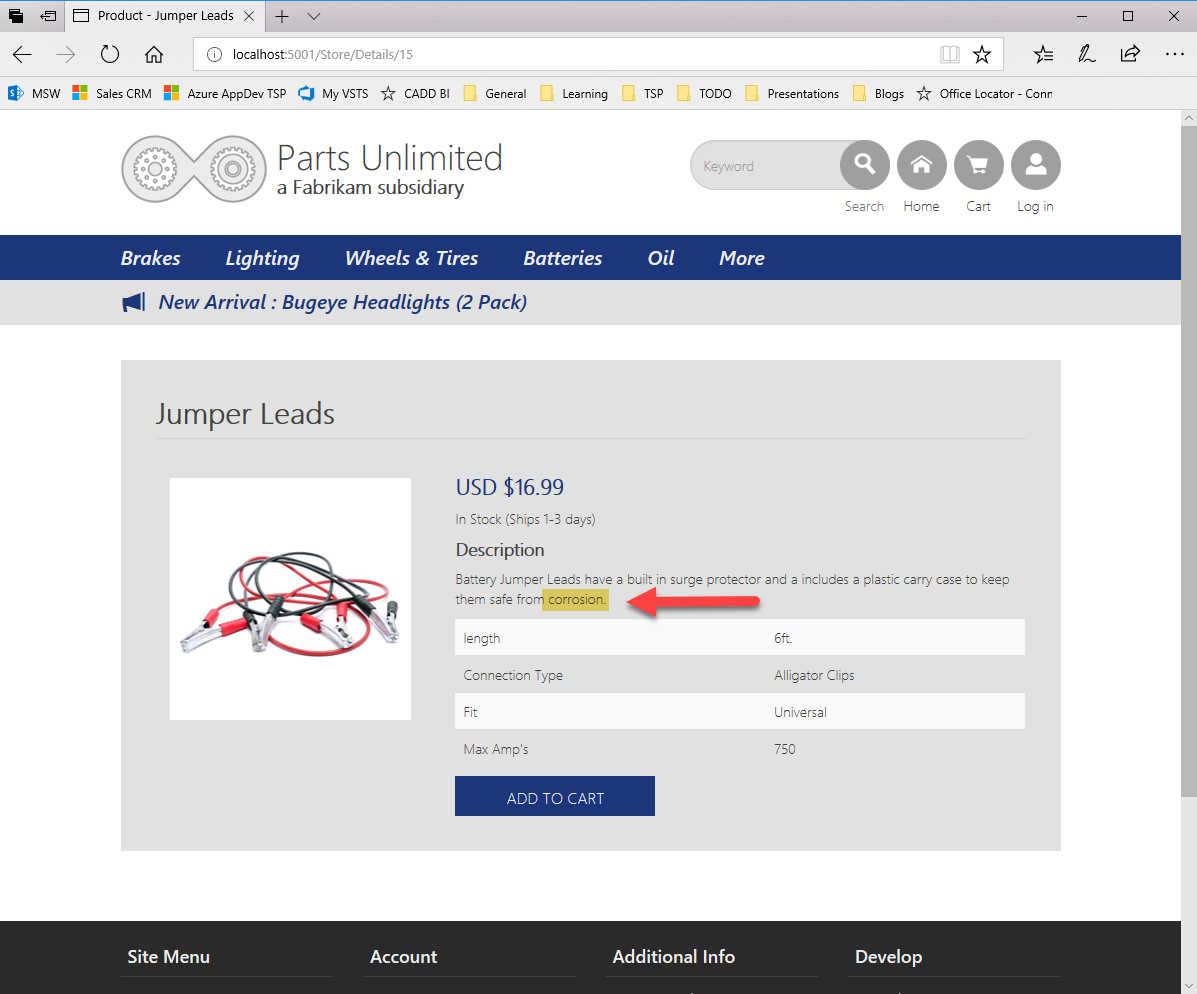 Product - Jumper Leads
localhost:5001/Store/Details/15
MSW Sales CRM Azure AppDev TSP My VSTS CADD BI General Learning TSP TODO Presentations Blogs Office Locator - Conn
Parts Unlimited
a Fabrikam subsidiary
Keyword
Search Home Cart Log in
Brakes Lighting Wheels & Tires Batteries Oil More
New Arrival : Bugeye Headlights (2 Pack)
Jumper Leads
USD $16.99
In Stock (Ships 1-3 days)
Description
Battery Jumper Leads have a built in surge protector and a includes a plastic carry case to keep
them safe from corrosion.
length 6ft.
Connection Type Alligator Clips
Fit Universal
Max Amp's 750
ADD TO CART
Site Menu Account Additional Info Develop